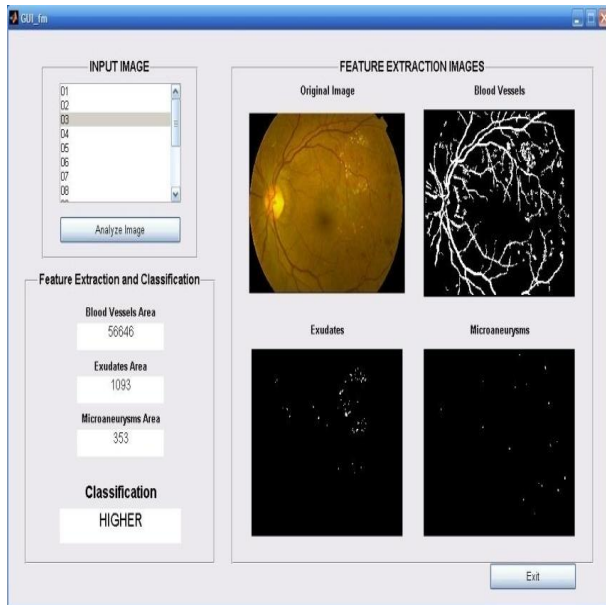 GUI_fm
INPUT IMAGE
01
02
03
04
05
06
07
08
Analyze Image
Feature Extraction and Classification
Blood Vessels Area
56646
Exudates Area
1093
Microaneurysms Area
353
Classification
HIGHER
FEATURE EXTRACTION IMAGES
Original Image
Blood Vessels
Exudates
Microaneurysms
Exit